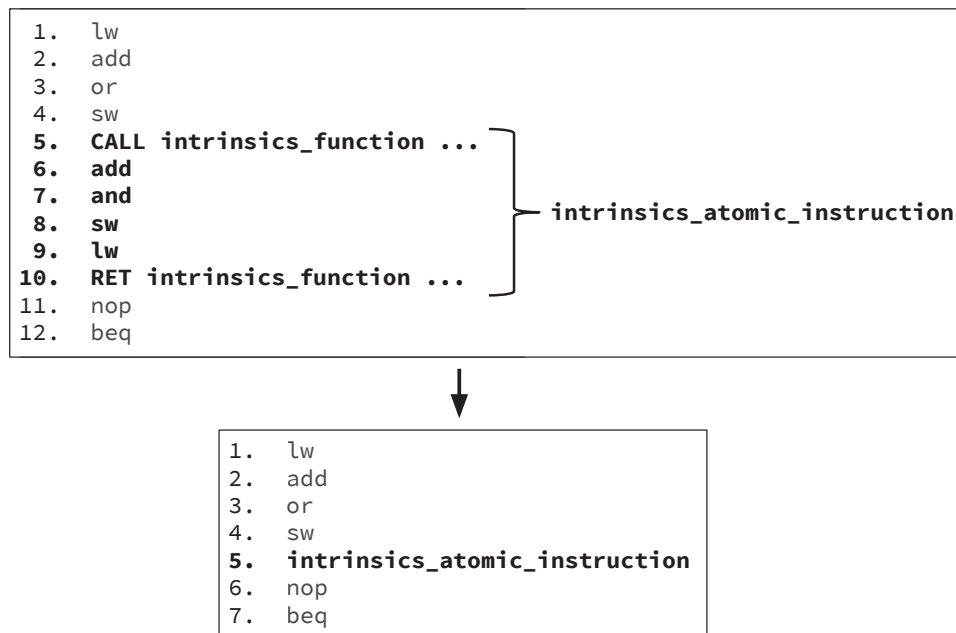 1. lw
2. add
3. or
4. sw
5. CALL intrinsics_function ...
6. add
7. and
8. sw
9. lw
10. RET intrinsics_function ...
11. nop
12. beq
intrinsics_atomic_instruction
1. lw
2. add
3. or
4. sw
5. intrinsics_atomic_instruction
6. nop
7. beq